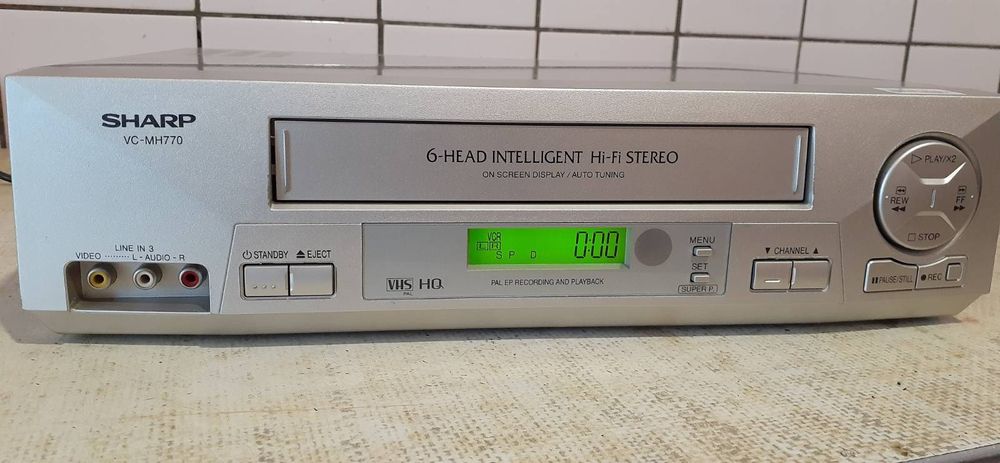 SHARP
VC-MH770
6-HEAD INTELLIGENT Hi-Fi STEREO
ON SCREEN DISPLAY / AUTO TUNING
PLAY/X2
REW
FF
STOP
LINE IN 3
VIDEO L - AUDIO - R
STANDBY
EJECT
VCR
S P D 0:00
VHS HQ
PAL
PAL EP RECORDING AND PLAYBACK
MENU
SET
SUPER P.
CHANNEL
PAUSE/STILL
REC